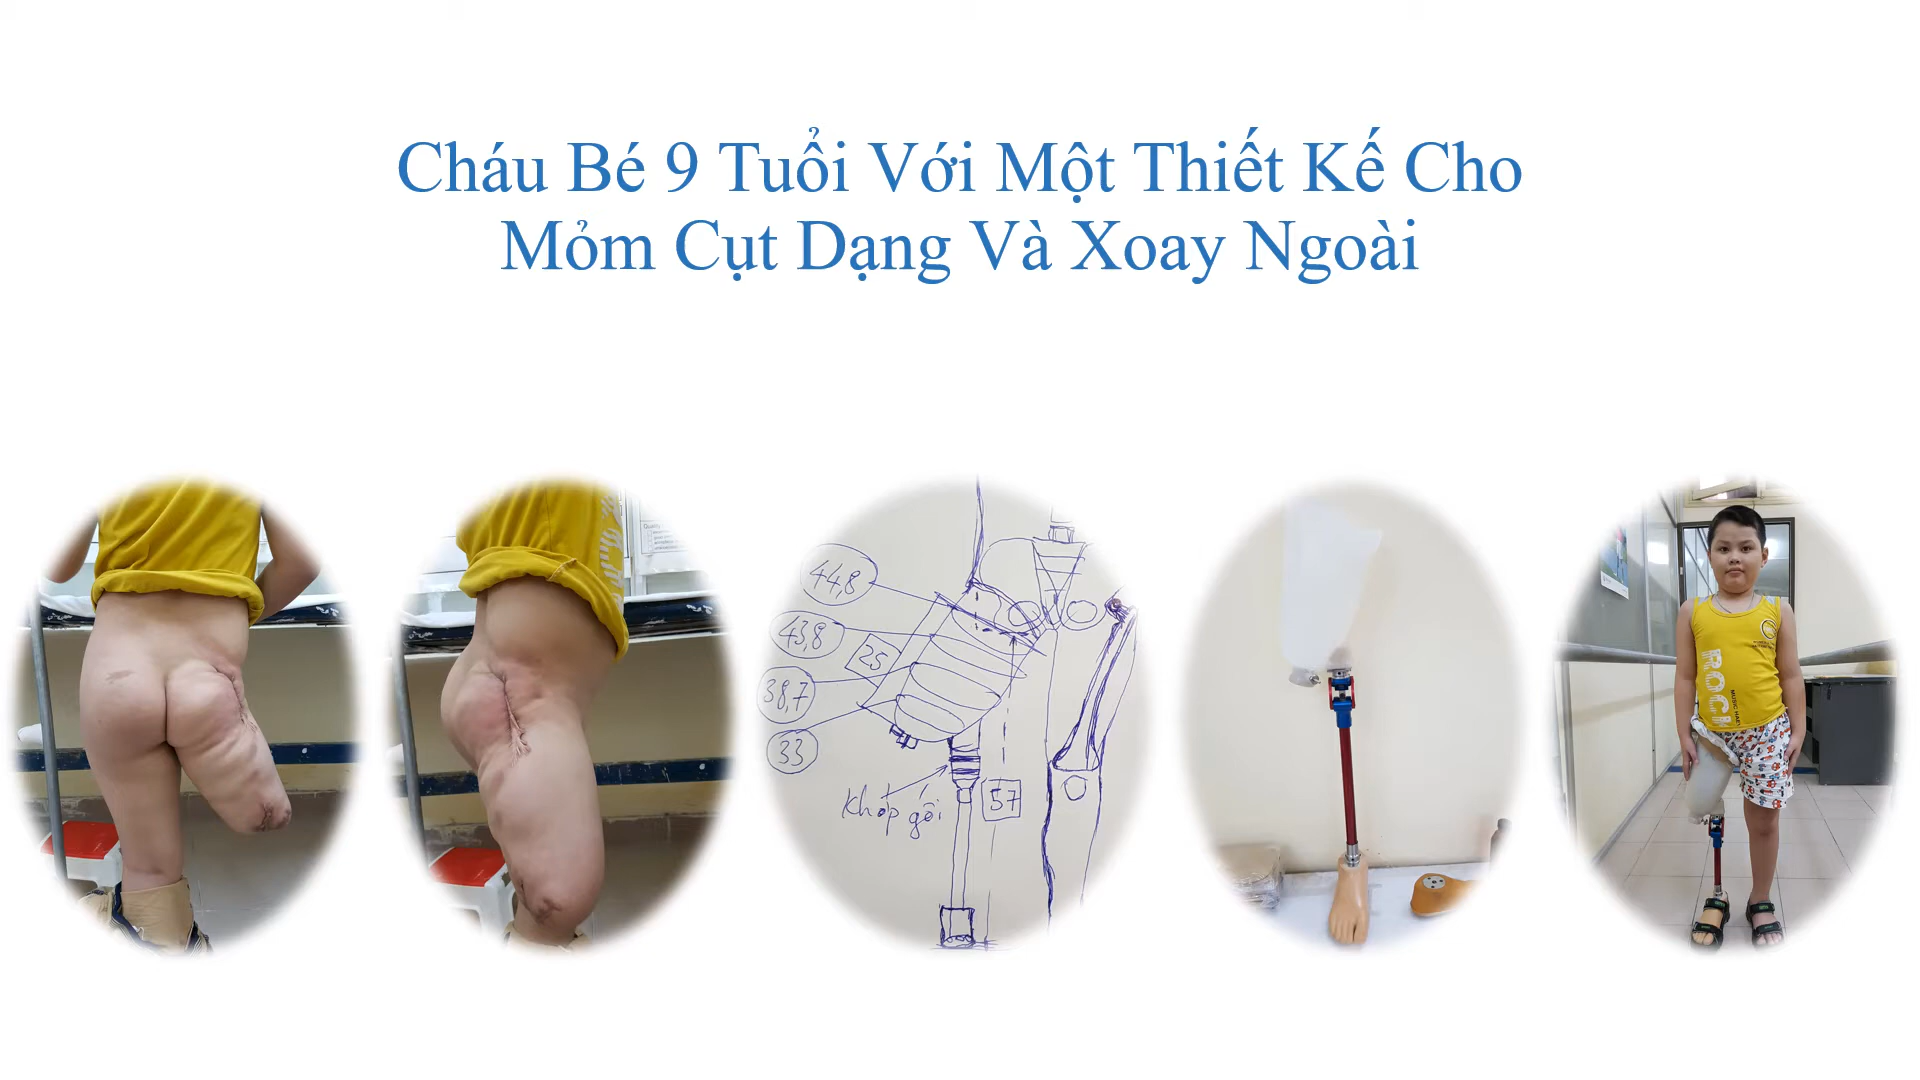 Cháu Bé 9 Tuổi Với Một Thiết Kế Cho
Mỏm Cụt Dạng Và Xoay Ngoài
44,8
43,8
25
38,7
33
Khớp gối
57
ROCK